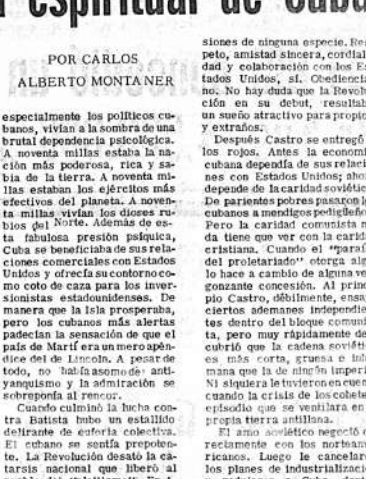 espiritual de Cuba
POR CARLOS
ALBERTO MONTANER
especialmente los políticos cu-
banos, vivían a la sombra de una
brutal dependencia psicológica.
A noventa millas estaba la na-
ción más poderosa, rica y sa-
bia de la tierra. A noventa mi-
llas estaban los ejércitos más
efectivos del planeta. A noven-
ta millas vivían los dioses ru-
bios del Norte. Además de es-
ta fabulosa presión psíquica,
Cuba se beneficiaba de sus rela-
ciones comerciales con Estados
Unidos y ofrecía su contorno co-
mo coto de caza para los inver-
sionistas estadounidenses. De
manera que la Isla prosperaba,
pero los cubanos más alertas
padecían la sensación de que el
país de Martí era un mero apén-
dice del de Lincoln. A pesar de
todo, no había asomo de anti-
yanquismo y la admiración se
sobreponía al rencor.
Cuando culminó la lucha con-
tra Batista hubo un estallido
delirante de euforia colectiva.
El cubano se sentía prepoten-
te. La Revolución desató la ca-
tarsis nacional que liberó al
siones de ninguna especie. Res
peto, amistad sincera, cordial
dad y colaboración con los Es
tados Unidos, sí. Obedienci
no. No hay duda que la Revolu
ción en su debut, resultab
un sueño atractivo para propio
y extraños.
Después Castro se entregó
los rojos. Antes la economí
cubana dependía de sus relaci
nes con Estados Unidos; ahor
depende de la caridad soviétic
De parientes pobres pasaron lo
cubanos a mendigos pedigüeño
Pero la caridad comunista n
da tiene que ver con la carida
cristiana. Cuando el "paraí
del proletariado" otorga alg
lo hace a cambio de alguna ve
gonzante concesión. Al princ
pio Castro, débilmente, ensa
ciertos ademanes independie
tes dentro del bloque comuni
ta, pero muy rápidamente de
cubrió que la cadena soviéti
es más corta, gruesa e inh
mana que la de ningún imperi
Ni siquiera le tuvieron en cuen
cuando la crisis de los cohete
episodio que se ventilara en
propia tierra antillana.
El amo soviético negoció d
rectamente con los norteam
ricanos. Luego le cancelar
los planes de industrializaci